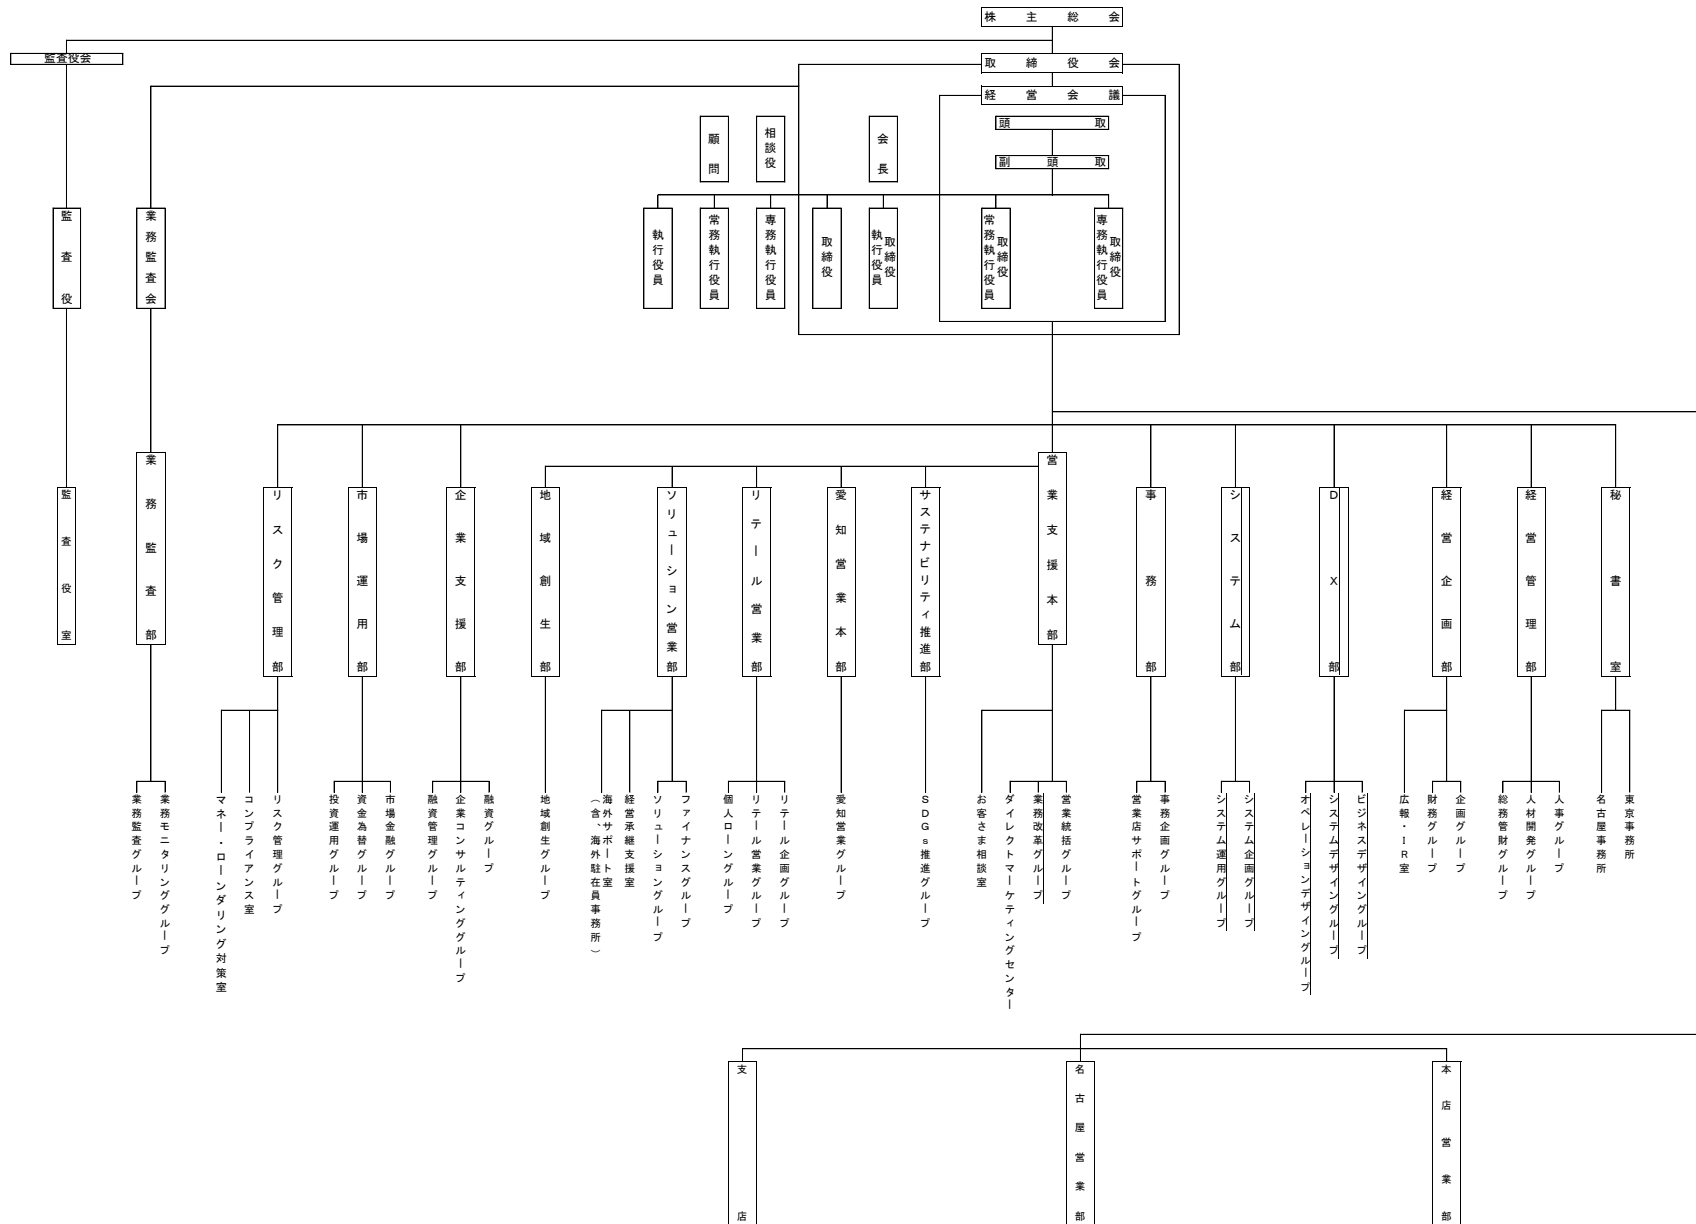 株主総会
監査役会
取締役会
経営会議
頭取
副頭取
顧問
相談役
会長
監査役
業務監査会
執行役員
常務執行役員
専務執行役員
取締役
取締役
執行役員
取締役
常務執行役員
取締役
専務執行役員
監査役室
業務監査部
リスク管理部
市場運用部
企業支援部
地域創生部
ソリューション営業部
リテール営業部
愛知営業本部
サステナビリティ推進部
営業支援本部
事務部
システム部
DX部
経営企画部
経営管理部
秘書室
業務監査グループ
業務モニタリンググループ
マネー・ローンダリング対策室
コンプライアンス室
リスク管理グループ
投資運用グループ
資金為替グループ
市場金融グループ
融資管理グループ
企業コンサルティンググループ
融資グループ
地域創生グループ
海外サポート室
（含、海外駐在員事務所）
経営承継支援室
ソリューショングループ
ファイナンスグループ
個人ローングループ
リテール営業グループ
リテール企画グループ
愛知営業グループ
SDGs推進グループ
お客さま相談室
ダイレクトマーケティングセンター
業務改革グループ
営業統括グループ
営業店サポートグループ
事務企画グループ
システム運用グループ
システム企画グループ
オペレーションデザイングループ
システムデザイングループ
ビジネスデザイングループ
広報・IR室
財務グループ
企画グループ
総務管財グループ
人材開発グループ
人事グループ
名古屋事務所
東京事務所
支店
名古屋営業部
本店営業部